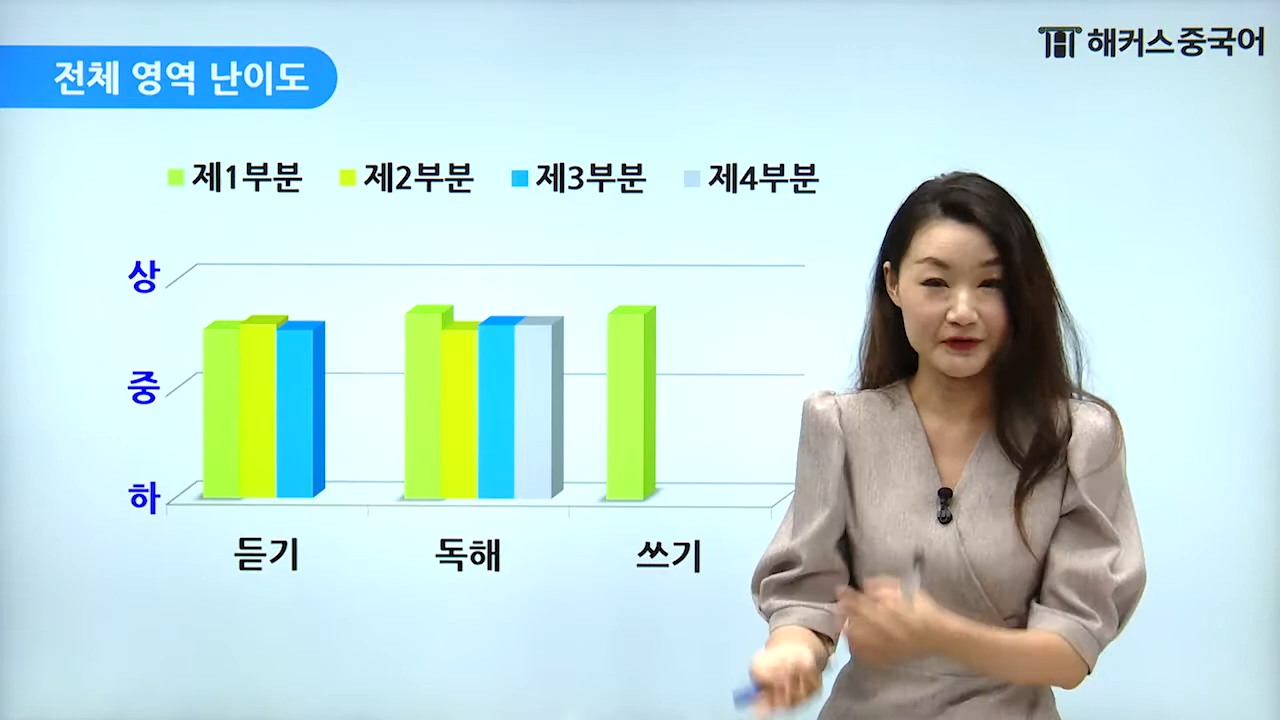 해커스중국어
전체 영역 난이도
제1부분 제2부분 제3부분 제4부분
상
중
하
듣기 독해 쓰기